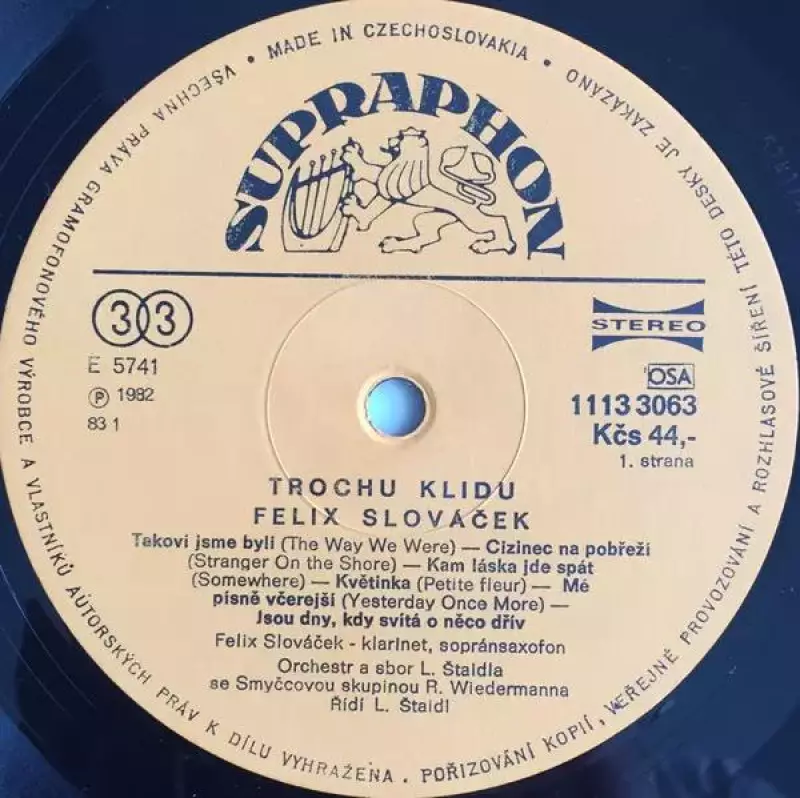 VŠECHNA PRÁVA GRAMOFONOVÉHO VÝROBCE A VLASTNÍKŮ AUTORSKÝCH PRÁV K DÍLU VYHRAŽENA . POŘIZOVÁNÍ KOPIÍ, VEŘEJNÉ PROVOZOVÁNÍ A ROZHLASOVÉ ŠÍŘENÍ TÉTO DESKY JE ZAKÁZÁNO
• MADE IN CZECHOSLOVAKIA •
SUPRAPHON
33
STEREO
E 5741
Ⓟ 1982
83 1
OSA
1113 3063
Kčs 44,-
1. strana
TROCHU KLIDU
FELIX SLOVÁČEK
Takoví jsme byli (The Way We Were) — Cizinec na pobřeží
(Stranger On the Shore) — Kam láska jde spát
(Somewhere) — Květinka (Petite fleur) — Mé
písně včerejší (Yesterday Once More) —
Jsou dny, kdy svítá o něco dřív
Felix Slováček - klarinet, sopránsaxofon
Orchestr a sbor L. Štaidla
se Smyčcovou skupinou R. Wiedermanna
Řídí L. Štaidl